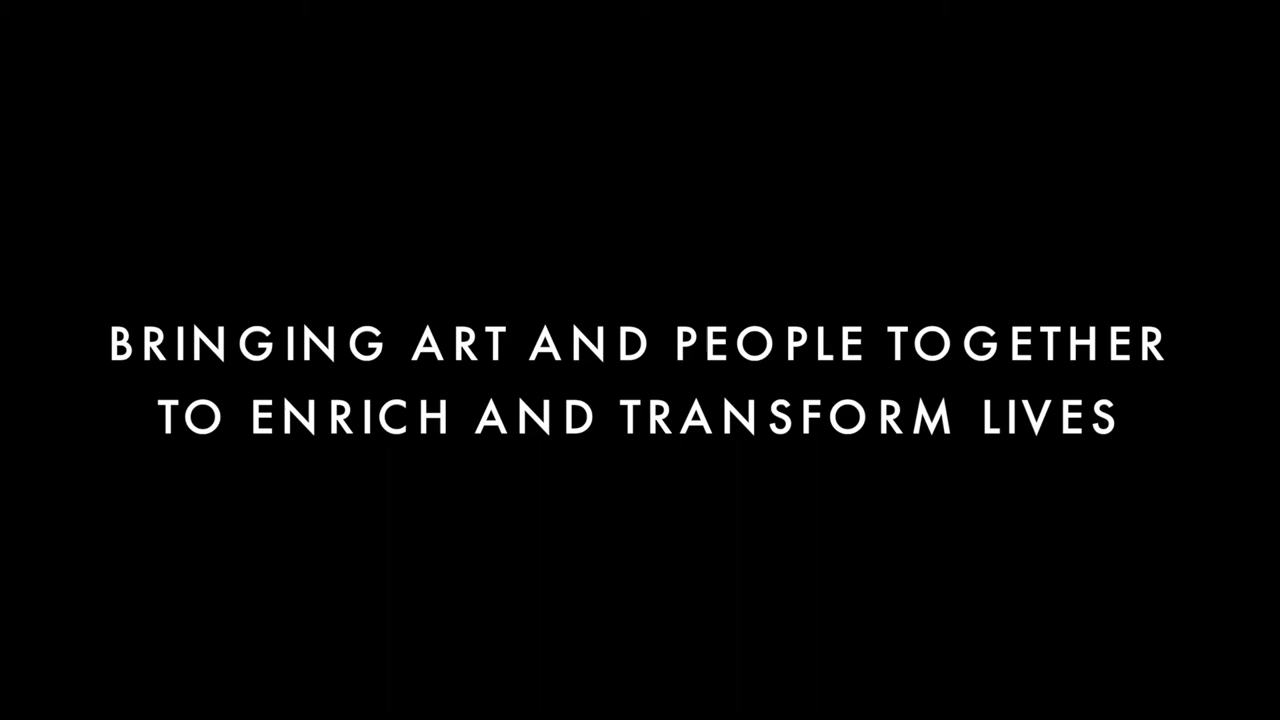 BRINGING ART AND PEOPLE TOGETHER
TO ENRICH AND TRANSFORM LIVES